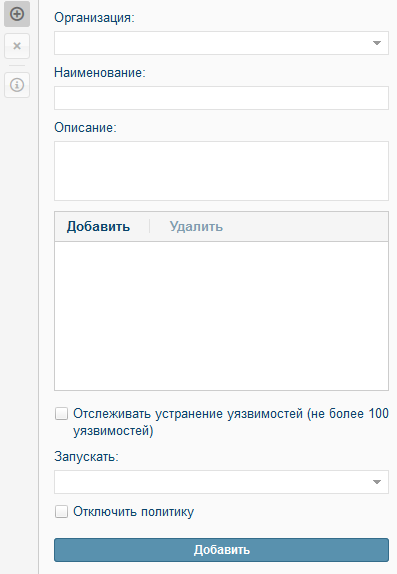 Организация:
Наименование:
Описание:
Добавить Удалить
Отслеживать устранение уязвимостей (не более 100
уязвимостей)
Запускать:
Отключить политику
Добавить